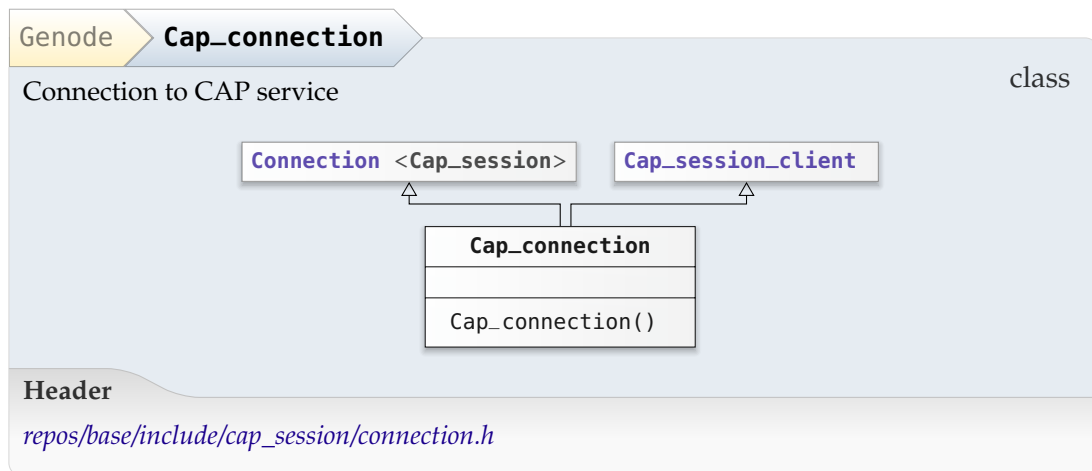 Genode Cap_connection
class
Connection to CAP service
Connection <Cap_session> Cap_session_client
Cap_connection
Cap_connection()
Header
repos/base/include/cap_session/connection.h